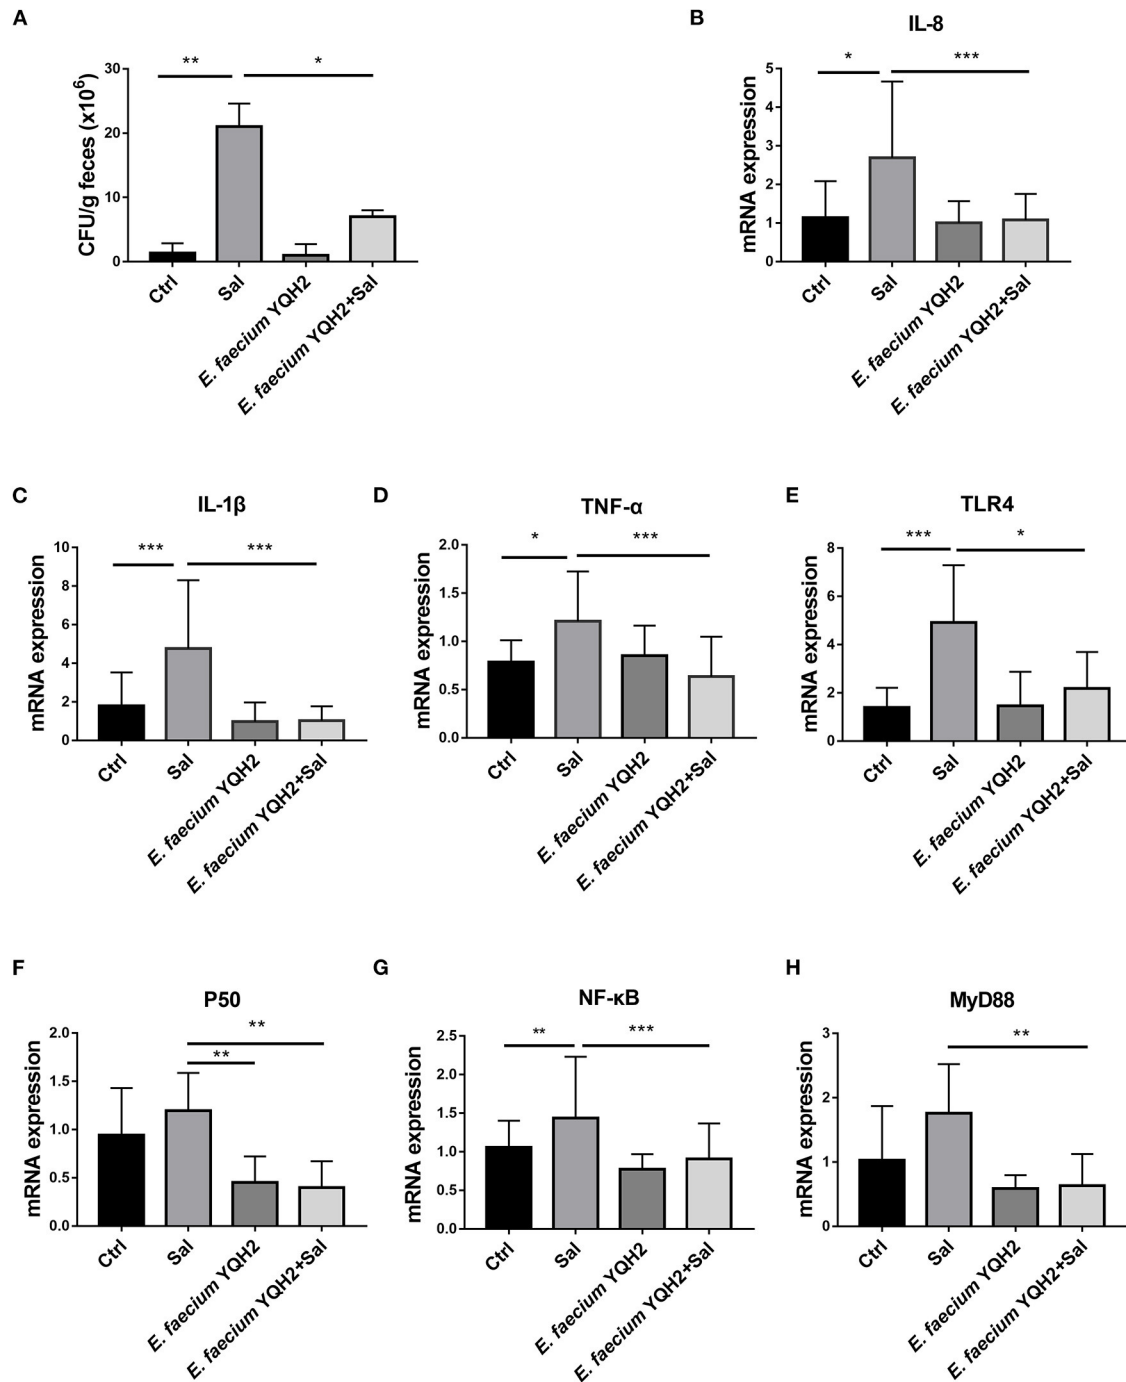 A
CFU/g feces (x10⁶)
30
20
10
0
**
*
Ctrl
Sal
E. faecium YQH2
E. faecium YQH2+Sal
B
IL-8
mRNA expression
5
4
3
2
1
0
*
***
Ctrl
Sal
E. faecium YQH2
E. faecium YQH2+Sal
C
IL-1β
mRNA expression
10
8
6
4
2
0
***
***
Ctrl
Sal
E. faecium YQH2
E. faecium YQH2+Sal
D
TNF-α
mRNA expression
2.0
1.5
1.0
0.5
0.0
*
***
Ctrl
Sal
E. faecium YQH2
E. faecium YQH2+Sal
E
TLR4
mRNA expression
8
6
4
2
0
***
*
Ctrl
Sal
E. faecium YQH2
E. faecium YQH2+Sal
F
P50
mRNA expression
2.0
1.5
1.0
0.5
0.0
**
**
Ctrl
Sal
E. faecium YQH2
E. faecium YQH2+Sal
G
NF-κB
mRNA expression
2.5
2.0
1.5
1.0
0.5
0.0
**
***
Ctrl
Sal
E. faecium YQH2
E. faecium YQH2+Sal
H
MyD88
mRNA expression
3
2
1
0
**
Ctrl
Sal
E. faecium YQH2
E. faecium YQH2+Sal